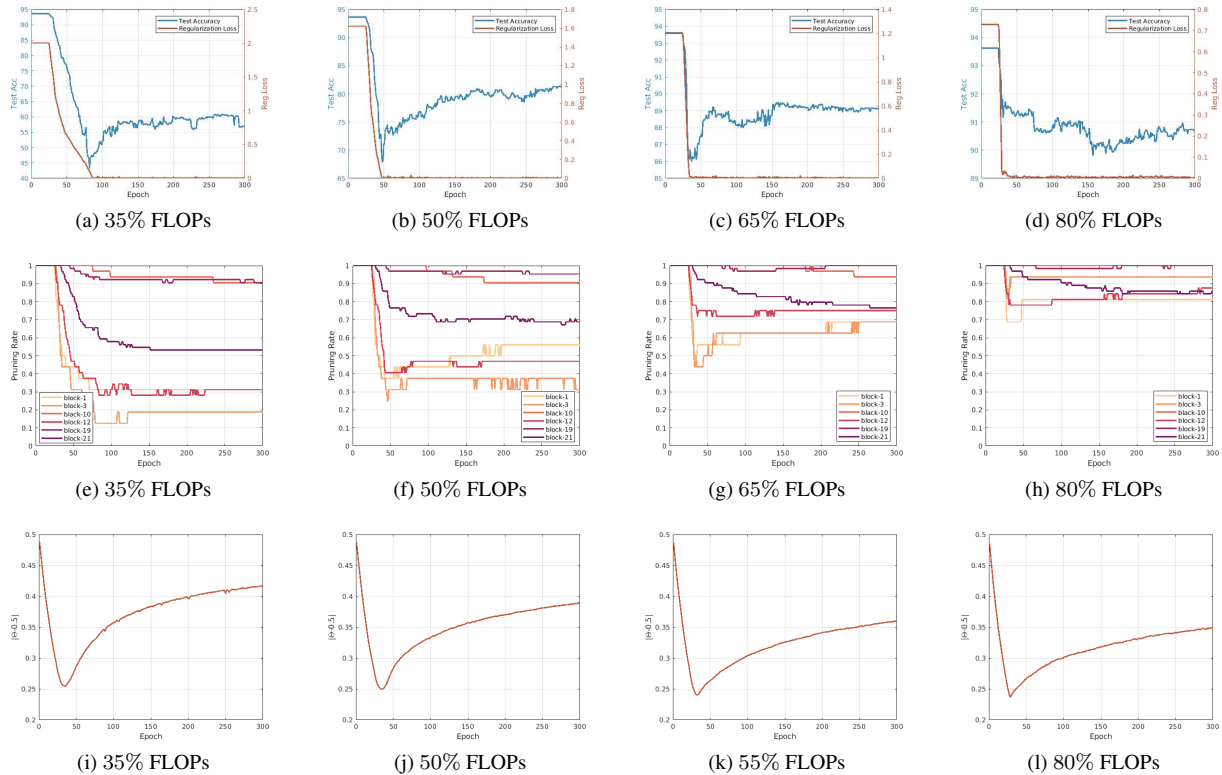 95
90
85
80
75
70
65
60
55
50
45
40
Test Acc
2.5
2
1.5
1
0.5
0
Reg Loss
Test Accuracy
Regularization Loss
0 50 100 150 200 250 300
Epoch
95
90
85
80
75
70
65
Test Acc
1.8
1.6
1.4
1.2
1
0.8
0.6
0.4
0.2
0
Reg Loss
Test Accuracy
Regularization Loss
0 50 100 150 200 250 300
Epoch
95
94
93
92
91
90
89
88
87
86
85
Test Acc
1.4
1.2
1
0.8
0.6
0.4
0.2
0
Reg Loss
Test Accuracy
Regularization Loss
0 50 100 150 200 250 300
Epoch
95
94
93
92
91
90
89
Test Acc
0.8
0.7
0.6
0.5
0.4
0.3
0.2
0.1
0
Reg Loss
Test Accuracy
Regularization Loss
0 50 100 150 200 250 300
Epoch
(a) 35% FLOPs
(b) 50% FLOPs
(c) 65% FLOPs
(d) 80% FLOPs
1
0.9
0.8
0.7
0.6
0.5
0.4
0.3
0.2
0.1
0
Pruning Rate
block-1
block-3
block-10
block-12
block-19
block-21
0 50 100 150 200 250 300
Epoch
1
0.9
0.8
0.7
0.6
0.5
0.4
0.3
0.2
0.1
0
Pruning Rate
block-1
block-3
block-10
block-12
block-19
block-21
0 50 100 150 200 250 300
Epoch
1
0.9
0.8
0.7
0.6
0.5
0.4
0.3
0.2
0.1
0
Pruning Rate
block-1
block-3
block-10
block-12
block-19
block-21
0 50 100 150 200 250 300
Epoch
1
0.9
0.8
0.7
0.6
0.5
0.4
0.3
0.2
0.1
0
Pruning Rate
block-1
block-3
block-10
block-12
block-19
block-21
0 50 100 150 200 250 300
Epoch
(e) 35% FLOPs
(f) 50% FLOPs
(g) 65% FLOPs
(h) 80% FLOPs
0.5
0.45
0.4
0.35
0.3
0.25
0.2
|Θ-0.5|
0 50 100 150 200 250 300
Epoch
0.5
0.45
0.4
0.35
0.3
0.25
0.2
|Θ-0.5|
0 50 100 150 200 250 300
Epoch
0.5
0.45
0.4
0.35
0.3
0.25
0.2
|Θ-0.5|
0 50 100 150 200 250 300
Epoch
0.5
0.45
0.4
0.35
0.3
0.25
0.2
|Θ-0.5|
0 50 100 150 200 250 300
Epoch
(i) 35% FLOPs
(j) 50% FLOPs
(k) 55% FLOPs
(l) 80% FLOPs